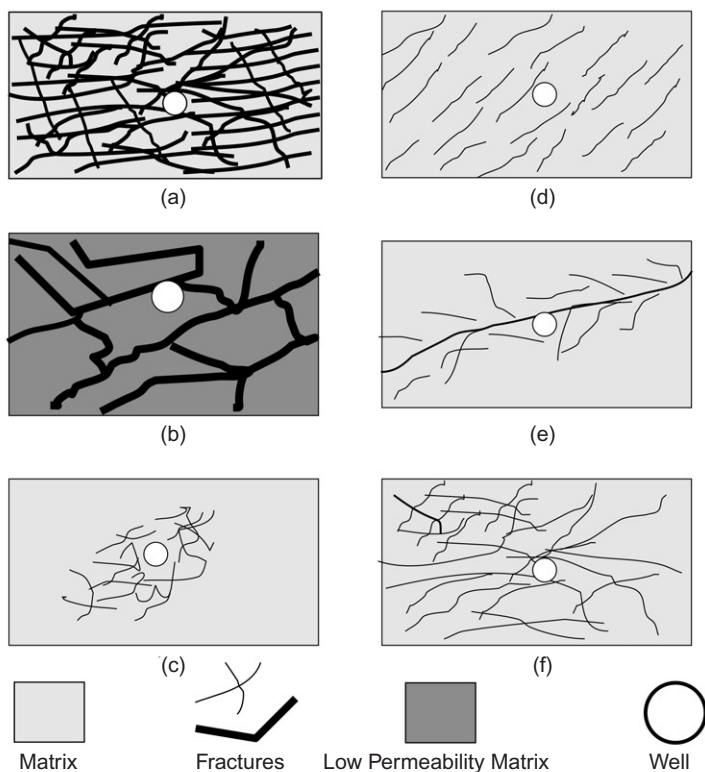 (a)
(d)
(b)
(e)
(c)
(f)
Matrix
Fractures
Low Permeability Matrix
Well